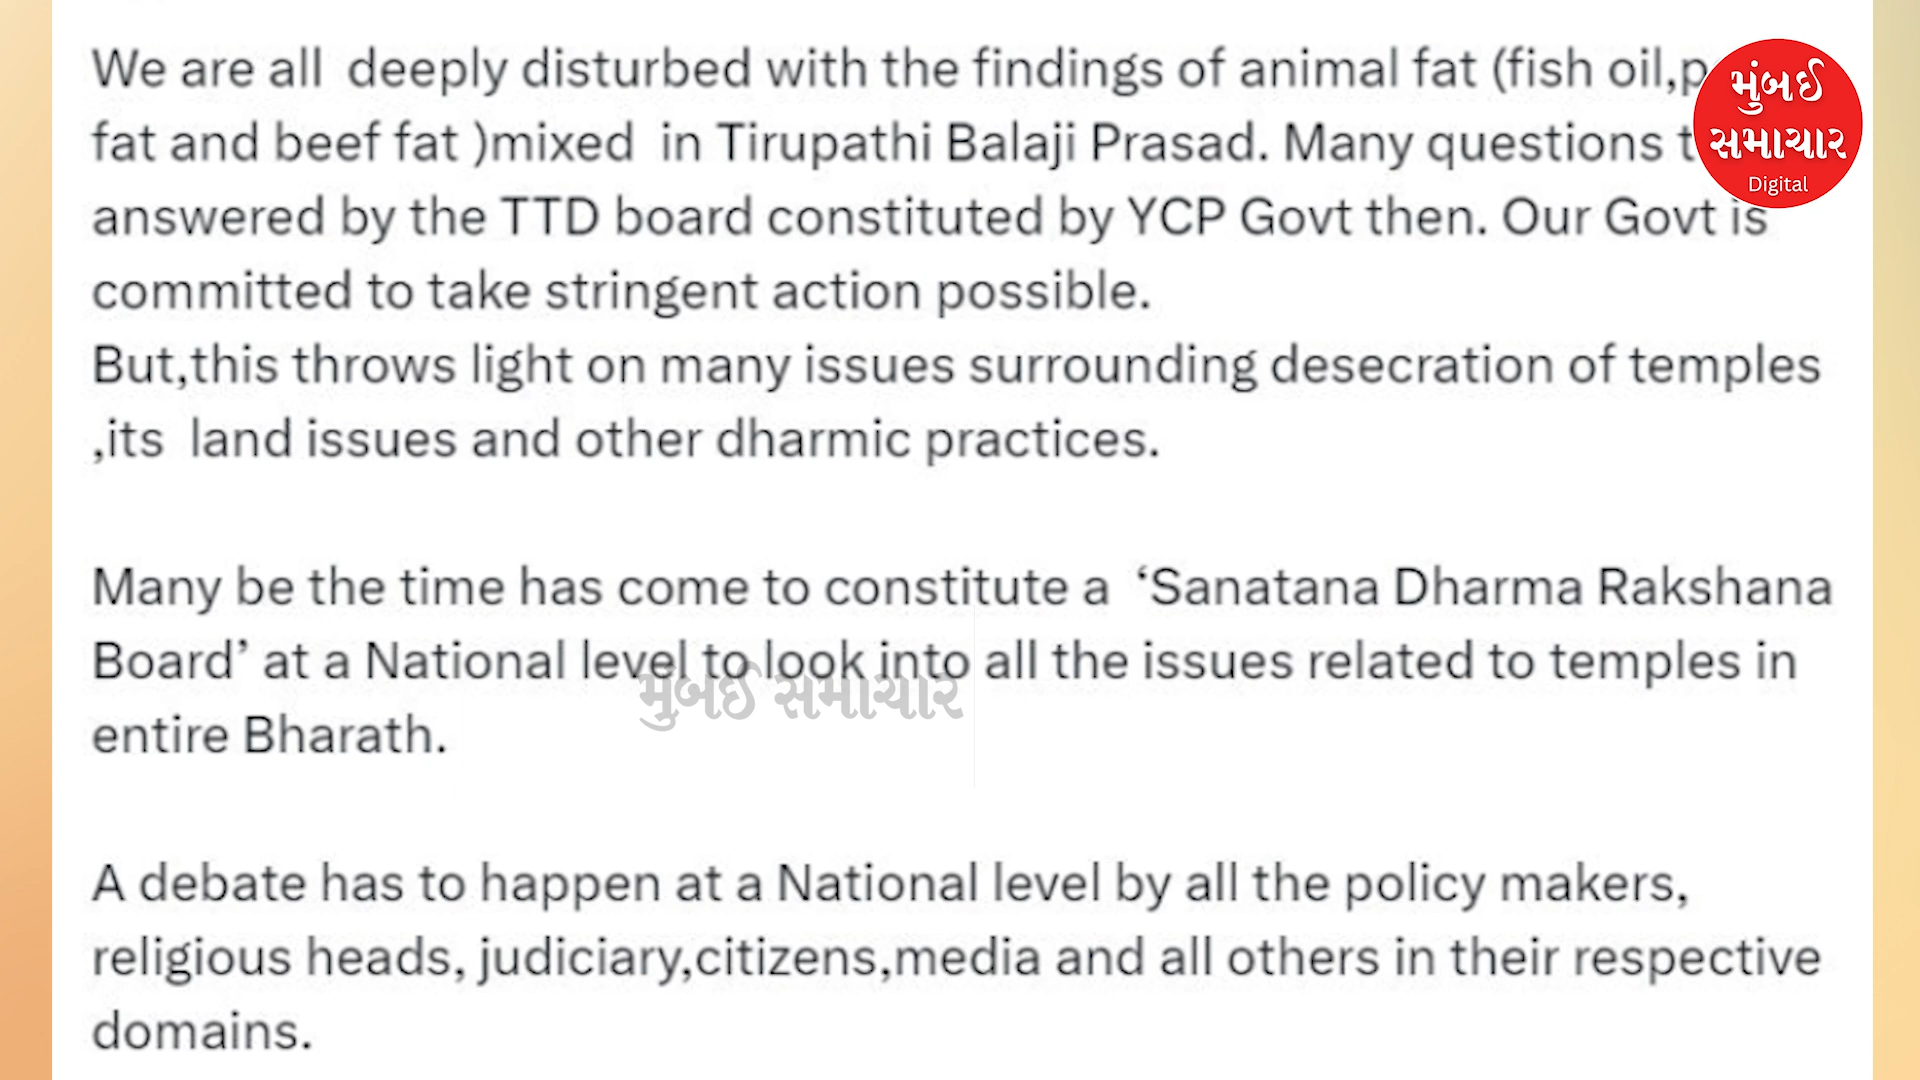 We are all deeply disturbed with the findings of animal fat (fish oil,p
fat and beef fat )mixed in Tirupathi Balaji Prasad. Many questions t
answered by the TTD board constituted by YCP Govt then. Our Govt is
committed to take stringent action possible.
But,this throws light on many issues surrounding desecration of temples
,its land issues and other dharmic practices.
Many be the time has come to constitute a ‘Sanatana Dharma Rakshana
Board’ at a National level to look into all the issues related to temples in
entire Bharath.
A debate has to happen at a National level by all the policy makers,
religious heads, judiciary,citizens,media and all others in their respective
domains.
મુંબઈ
સમાચાર
Digital
મુંબઈ સમાચાર